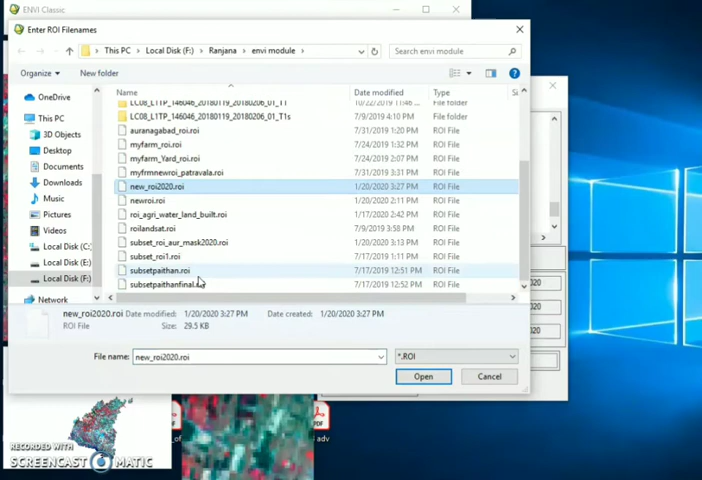 ENVI Classic
Enter ROI Filenames
This PC > Local Disk (F:) > Ranjana > envi module >
Search envi module
Organize
New folder
Name
Date modified
Type
LC08_L1TP_146046_20180119_20180206_01_T1
File folder
LC08_L1TP_146046_20180119_20180206_01_T1s
7/9/2019 4:10 PM
File folder
auranagabad_roi.roi
7/31/2019 1:20 PM
ROI File
myfarm_roi.roi
7/24/2019 1:32 PM
ROI File
myfarm_Yard_roi.roi
7/24/2019 2:07 PM
ROI File
myfrmnewroi_patravala.roi
7/24/2019 3:31 PM
ROI File
new_roi2020.roi
1/20/2020 3:27 PM
ROI File
newroi.roi
1/20/2020 2:11 PM
ROI File
roi_agri_water_land_built.roi
1/17/2020 2:42 PM
ROI File
roilandsat.roi
7/9/2019 3:58 PM
ROI File
subset_roi_aur_mask2020.roi
1/20/2020 3:13 PM
ROI File
subset_roi1.roi
7/17/2019 1:11 PM
ROI File
subsetpaithan.roi
7/17/2019 12:51 PM
ROI File
7/17/2019 12:52 PM
ROI File
OneDrive
This PC
3D Objects
Desktop
Documents
Downloads
Music
Pictures
Videos
Local Disk (C:)
Local Disk (E:)
Local Disk (F:)
Network
new_roi2020.roi Date modified: 1/20/2020 3:27 PM
Date created: 1/20/2020 3:27 PM
ROI File
Size: 29.5 KB
File name:
new_roi2020.roi
*.ROI
Open
Cancel
adv
RECORDED WITH
SCREENCAST MATIC